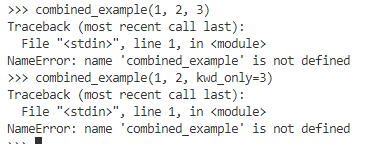 >>> combined_example(1, 2, 3)
Traceback (most recent call last):
  File "<stdin>", line 1, in <module>
NameError: name 'combined_example' is not defined
>>> combined_example(1, 2, kwd_only=3)
Traceback (most recent call last):
  File "<stdin>", line 1, in <module>
NameError: name 'combined_example' is not defined
>>>